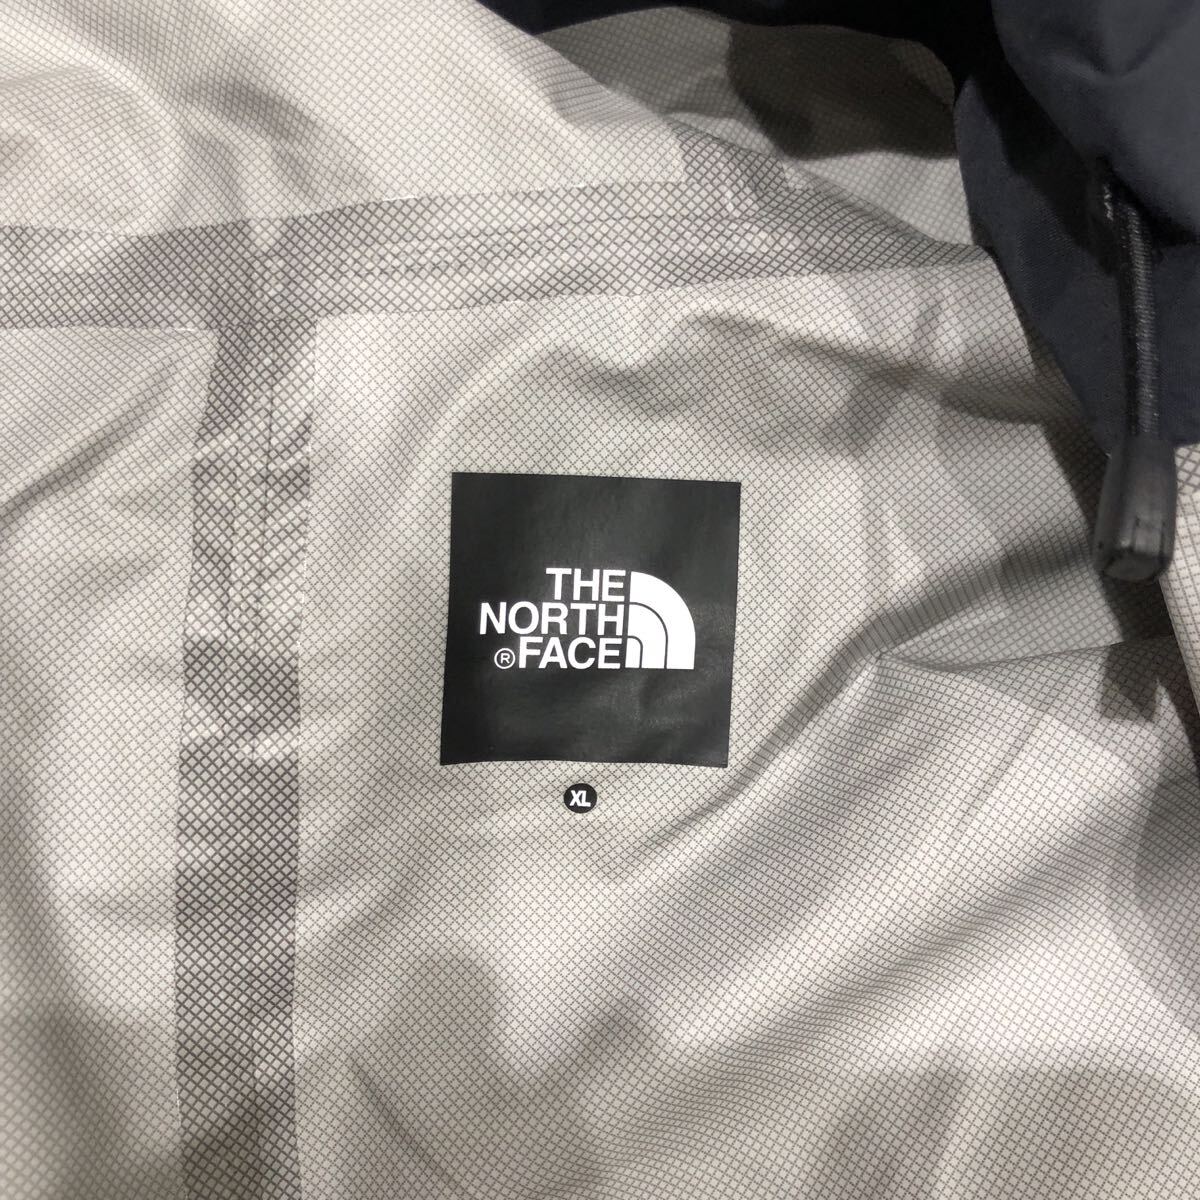 THE
NORTH
® FACE
XL